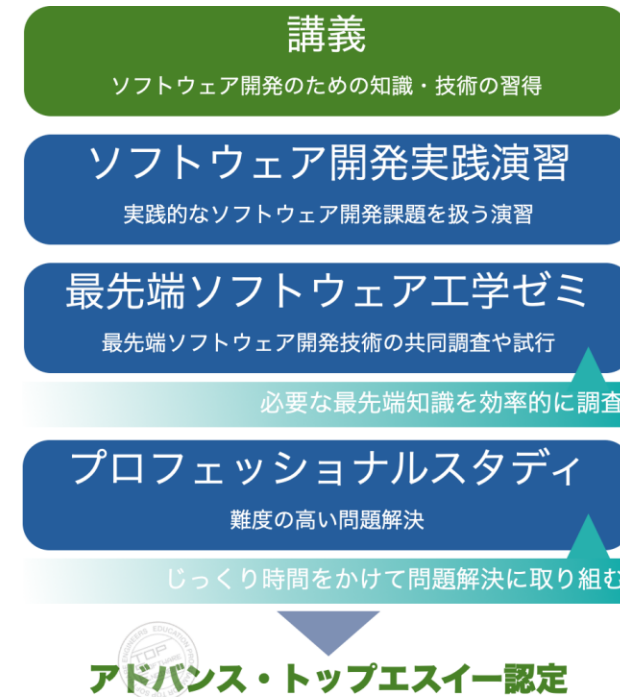 講義
ソフトウェア開発のための知識・技術の習得
ソフトウェア開発実践演習
実践的なソフトウェア開発課題を扱う演習
最先端ソフトウェア工学ゼミ
最先端ソフトウェア開発技術の共同調査や試行
必要な最先端知識を効率的に調査
プロフェッショナルスタディ
難度の高い問題解決
じっくり時間をかけて問題解決に取り組む
アドバンス・トップエスイー認定
TOP